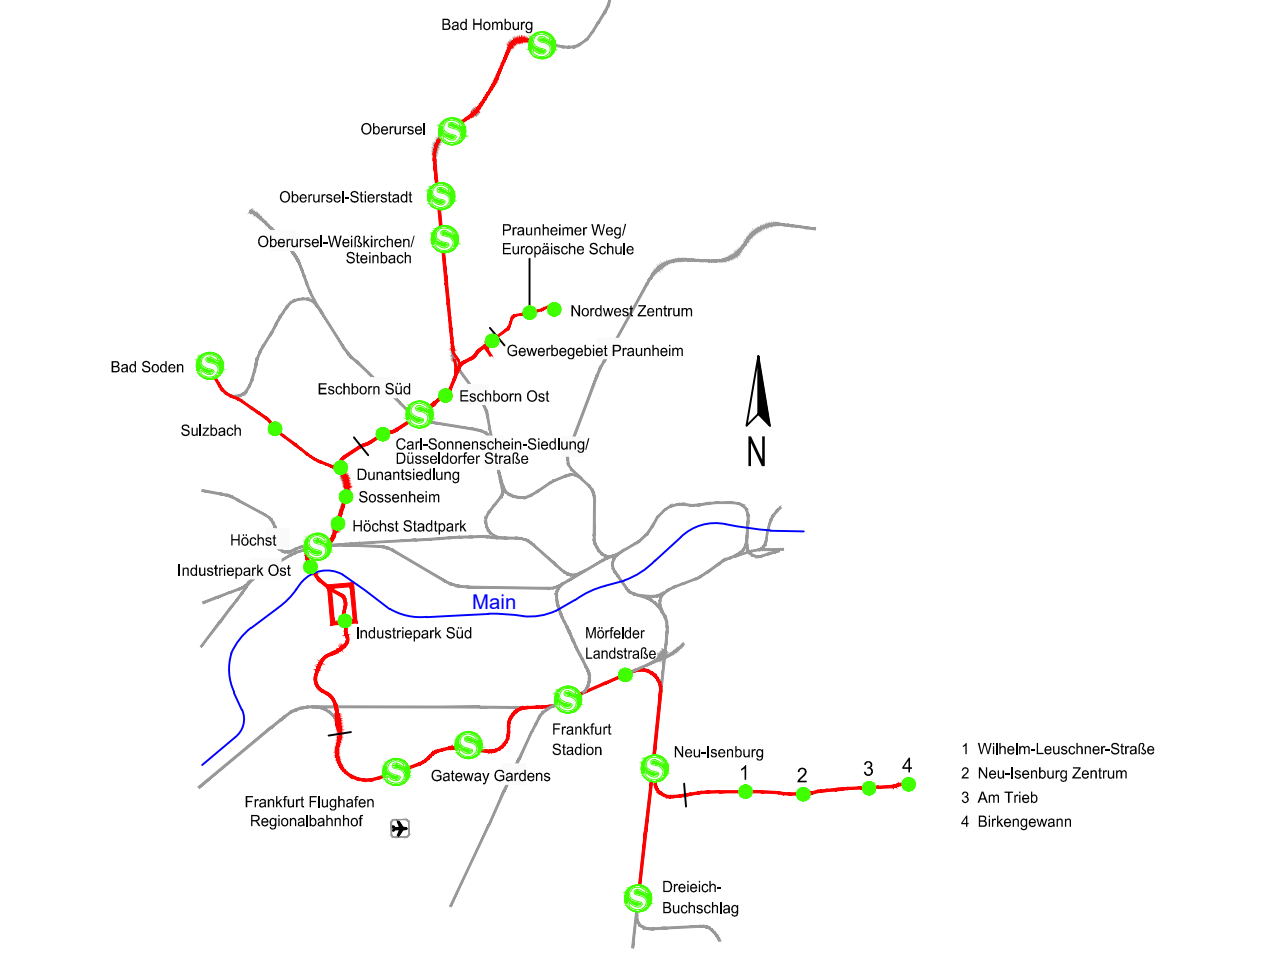 Bad Homburg
Oberursel
Oberursel-Stierstadt
Oberursel-Weißkirchen/
Steinbach
Praunheimer Weg/
Europäische Schule
Nordwest Zentrum
Gewerbegebiet Praunheim
Bad Soden
Eschborn Süd
Eschborn Ost
Sulzbach
Carl-Sonnenschein-Siedlung/
Düsseldorfer Straße
Dunantsiedlung
Sossenheim
Höchst Stadtpark
Höchst
Industriepark Ost
N
Main
Industriepark Süd
Mörfelder
Landstraße
Frankfurt
Stadion
Gateway Gardens
Frankfurt Flughafen
Regionalbahnhof
Neu-Isenburg
1 2 3 4
1 Wilhelm-Leuschner-Straße
2 Neu-Isenburg Zentrum
3 Am Trieb
4 Birkengewann
Dreieich-
Buchschlag
S
S
S
S
S
S
S
S
S
S
S
S